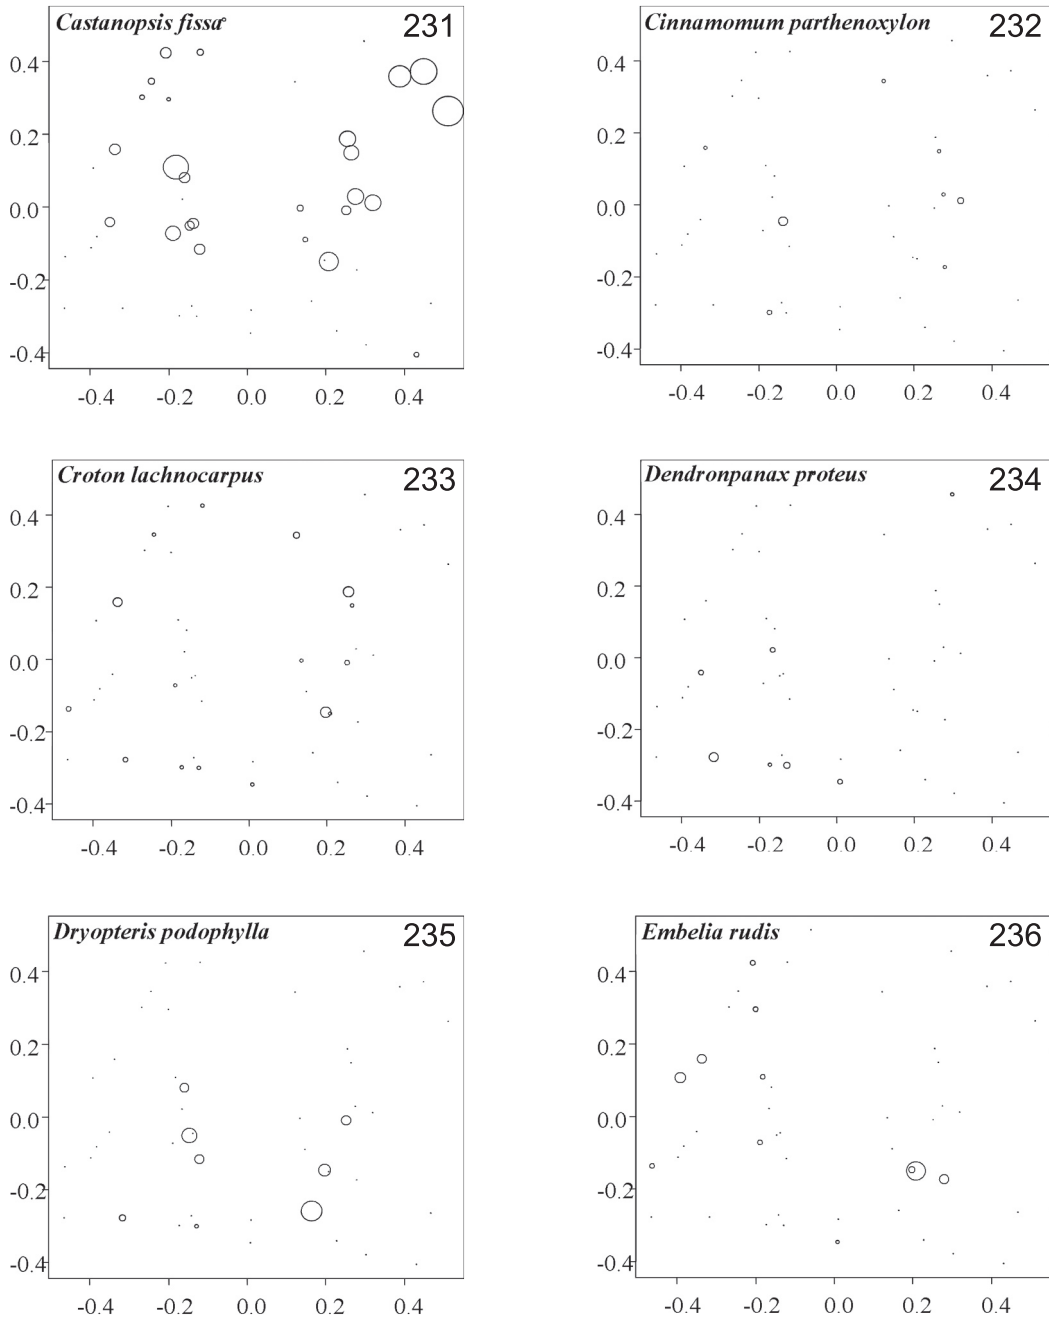 Castanopsis fissa 231
Cinnamomum parthenoxylon 232
0.4
0.2
0.0
-0.2
-0.4
-0.4 -0.2 0.0 0.2 0.4
0.4
0.2
0.0
-0.2
-0.4
-0.4 -0.2 0.0 0.2 0.4
Croton lachnocarpus 233
Dendronpanax proteus 234
0.4
0.2
0.0
-0.2
-0.4
-0.4 -0.2 0.0 0.2 0.4
0.4
0.2
0.0
-0.2
-0.4
-0.4 -0.2 0.0 0.2 0.4
Dryopteris podophylla 235
Embelia rudis 236
0.4
0.2
0.0
-0.2
-0.4
-0.4 -0.2 0.0 0.2 0.4
0.4
0.2
0.0
-0.2
-0.4
-0.4 -0.2 0.0 0.2 0.4